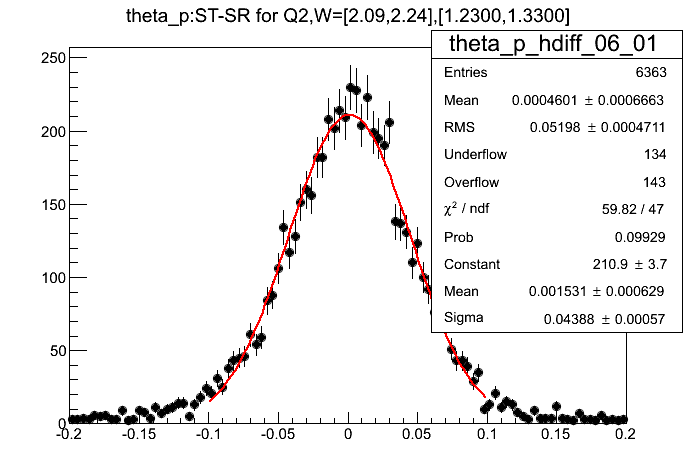 theta_p:ST-SR for Q2,W=[2.09,2.24],[1.2300,1.3300]
theta_p_hdiff_06_01
Entries 6363
Mean 0.0004601 ± 0.0006663
RMS 0.05198 ± 0.0004711
Underflow 134
Overflow 143
χ² / ndf 59.82 / 47
Prob 0.09929
Constant 210.9 ± 3.7
Mean 0.001531 ± 0.000629
Sigma 0.04388 ± 0.00057
250
200
150
100
50
0
-0.2 -0.15 -0.1 -0.05 0 0.05 0.1 0.15 0.2